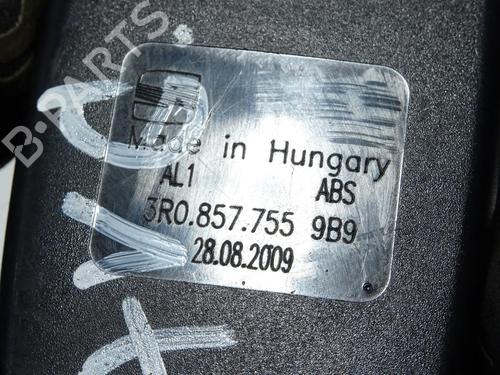 B-PARTS
Made in Hungary
AL1 ABS
3R0.857.755 9B9
28.08.2009